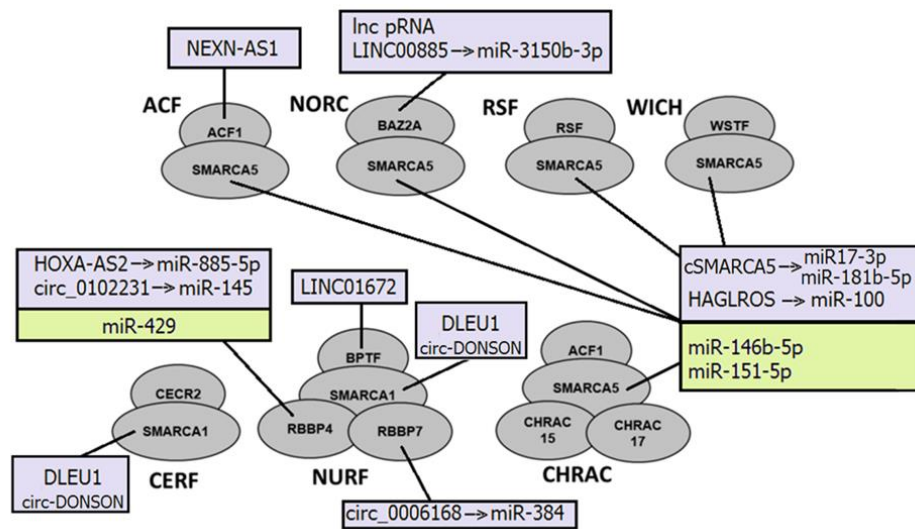 NEXN-AS1
lnc pRNA
LINC00885→miR-3150b-3p
ACF
NORC
RSF
WICH
ACF1
SMARCA5
BAZ2A
SMARCA5
RSF
SMARCA5
WSTF
SMARCA5
HOXA-AS2→miR-885-5p
circ_0102231→miR-145
miR-429
LINC01672
DLEU1
circ-DONSON
cSMARCA5→miR17-3p
miR-181b-5p
HAGLROS→miR-100
miR-146b-5p
miR-151-5p
CECR2
SMARCA1
CERF
DLEU1
circ-DONSON
BPTF
SMARCA1
RBBP4
RBBP7
NURF
circ_0006168→miR-384
ACF1
SMARCA5
CHRAC
15
CHRAC
17
CHRAC